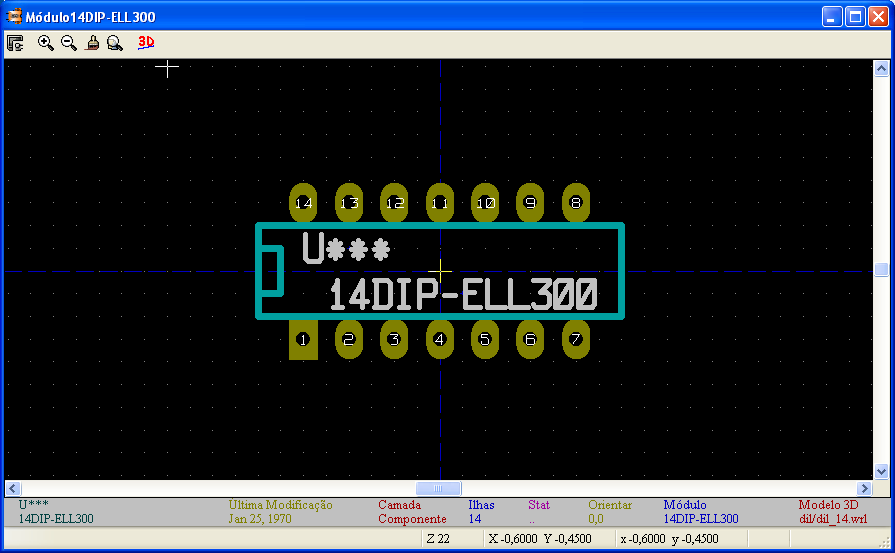 Módulo14DIP-ELL300
3D
14 13 12 11 10 9 8
U***
14DIP-ELL300
1 2 3 4 5 6 7
U*** Última Modificação Camada Ilhas Stat Orientar Módulo Modelo 3D
14DIP-ELL300 Jan 25, 1970 Componente 14 .. 0,0 14DIP-ELL300 dil/dil_14.wrl
Z 22 X -0,6000 Y -0,4500 x -0,6000 y -0,4500